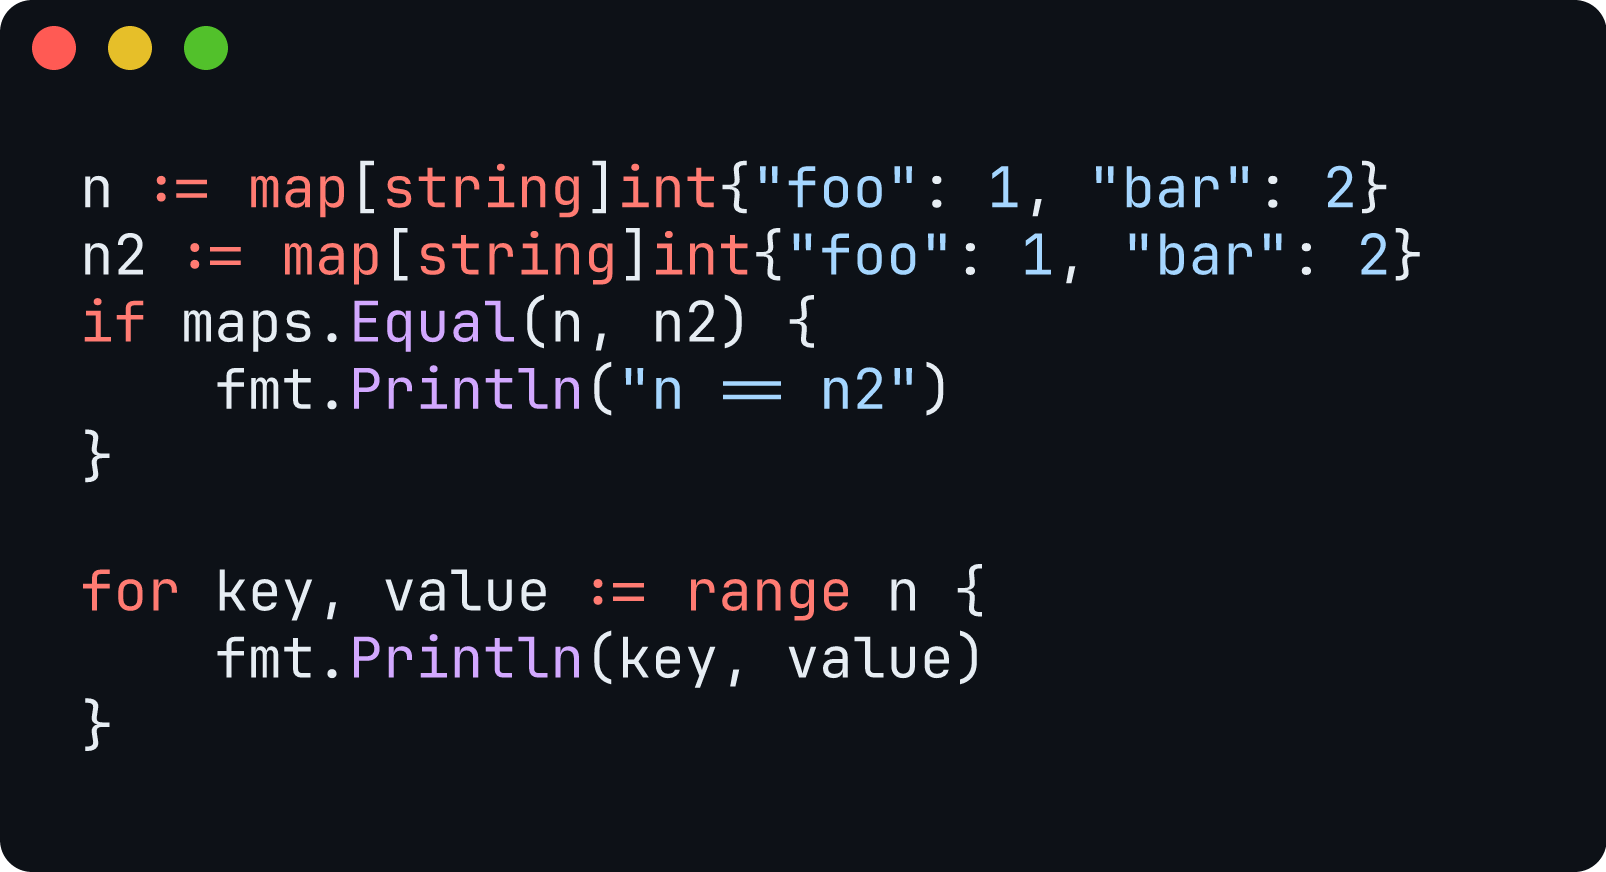 n := map[string]int{"foo": 1, "bar": 2}
n2 := map[string]int{"foo": 1, "bar": 2}
if maps.Equal(n, n2) {
    fmt.Println("n == n2")
}

for key, value := range n {
    fmt.Println(key, value)
}